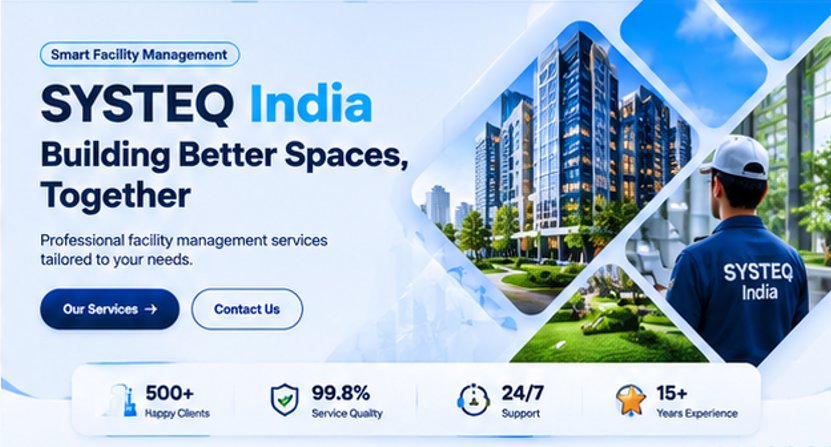 Smart Facility Management
SYSTEQ India
Building Better Spaces,
Together
Professional facility management services
tailored to your needs.
Our Services →
Contact Us
SYSTEQ
India
500+
Happy Clients
99.8%
Service Quality
24/7
Support
15+
Years Experience